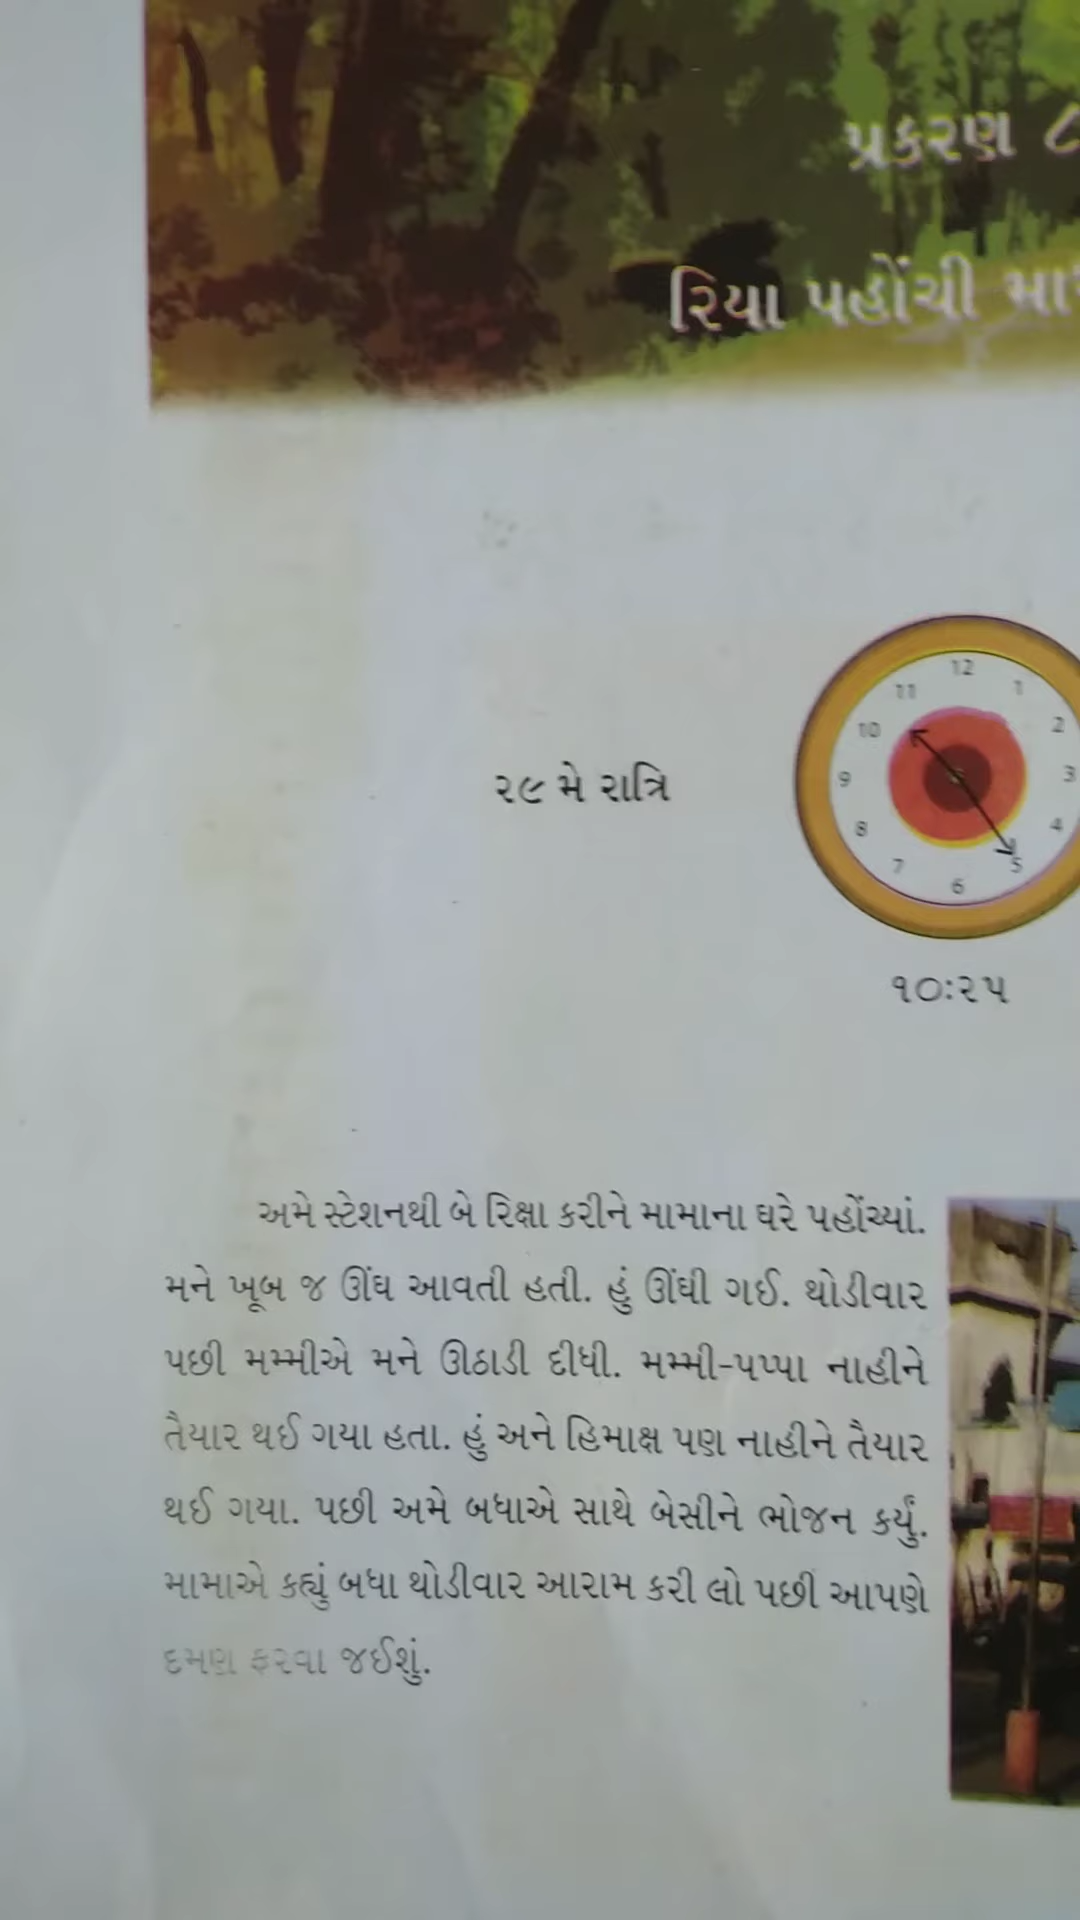 પ્રકરણ ૮
રિયા પહોંચી
12
11
1
10
2
૨૯ મે રાત્રિ
9
3
8
4
7
5
6
૧૦:૨૫
અમે સ્ટેશનથી બે રિક્ષા કરીને મામાના ઘરે પહોંચ્યાં.
મને ખૂબ જ ઊંઘ આવતી હતી. હું ઊંઘી ગઈ. થોડીવાર
પછી મમ્મીએ મને ઊઠાડી દીધી. મમ્મી-પપ્પા નાહીને
તૈયાર થઈ ગયા હતા. હું અને હિમાક્ષ પણ નાહીને તૈયાર
થઈ ગયા. પછી અમે બધાએ સાથે બેસીને ભોજન કર્યું.
મામાએ કહ્યું બધા થોડીવાર આરામ કરી લો પછી આપણે
દમણ ફરવા જઈશું.